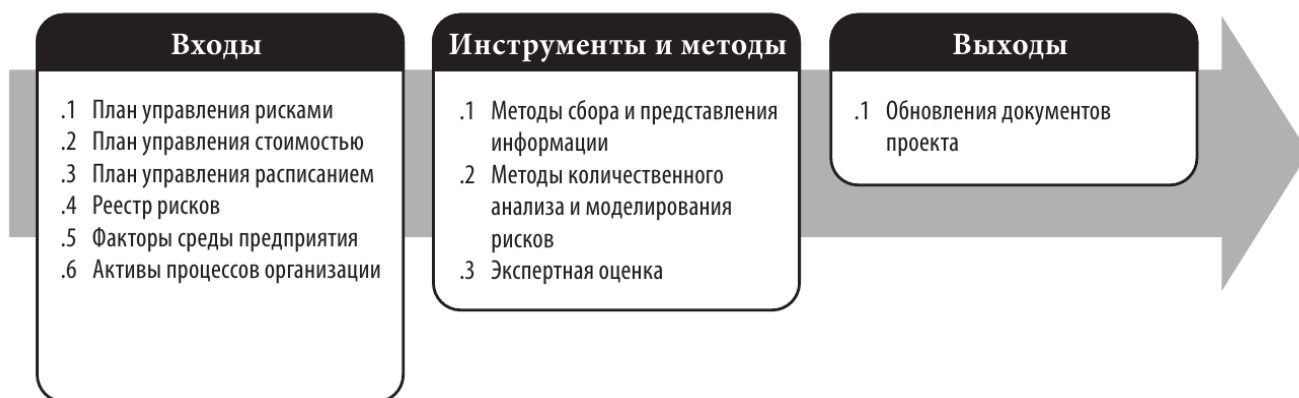 Входы
.1 План управления рисками
.2 План управления стоимостью
.3 План управления расписанием
.4 Реестр рисков
.5 Факторы среды предприятия
.6 Активы процессов организации
Инструменты и методы
.1 Методы сбора и представления
информации
.2 Методы количественного
анализа и моделирования
рисков
.3 Экспертная оценка
Выходы
.1 Обновления документов
проекта